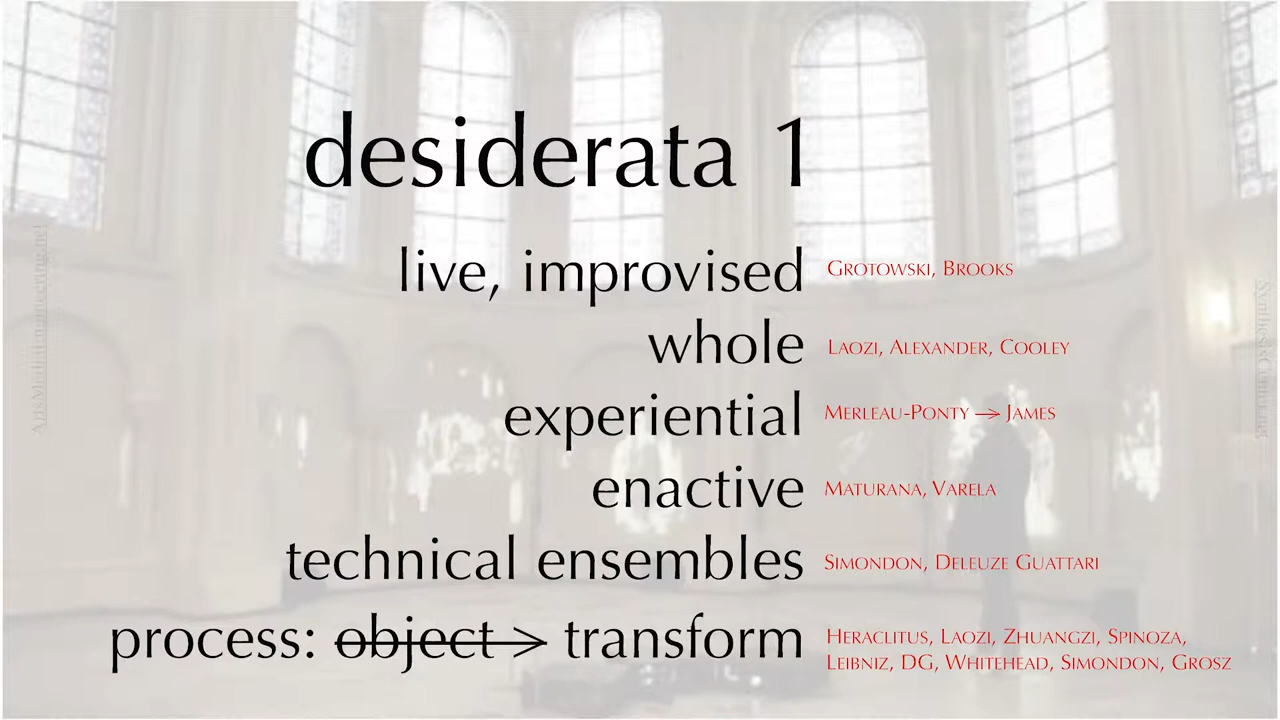 desiderata 1
live, improvised GROTOWSKI, BROOKS
whole LAOZI, ALEXANDER, COOLEY
experiential MERLEAU-PONTY → JAMES
enactive MATURANA, VARELA
technical ensembles SIMONDON, DELEUZE GUATTARI
process: object -> transform HERACLITUS, LAOZI, ZHUANGZI, SPINOZA,
LEIBNIZ, DG, WHITEHEAD, SIMONDON, GROSZ